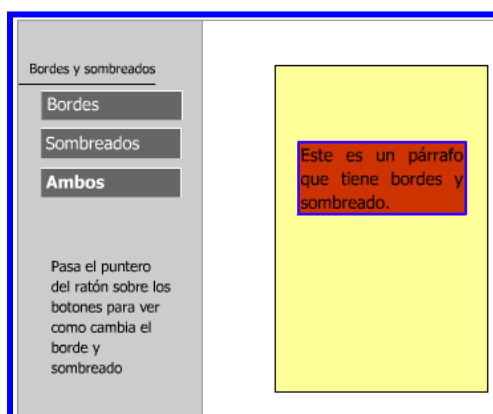 Bordes y sombreados
Bordes
Sombreados
Ambos
Pasa el puntero
del ratón sobre los
botones para ver
como cambia el
borde y
sombreado
Este es un párrafo
que tiene bordes y
sombreado.